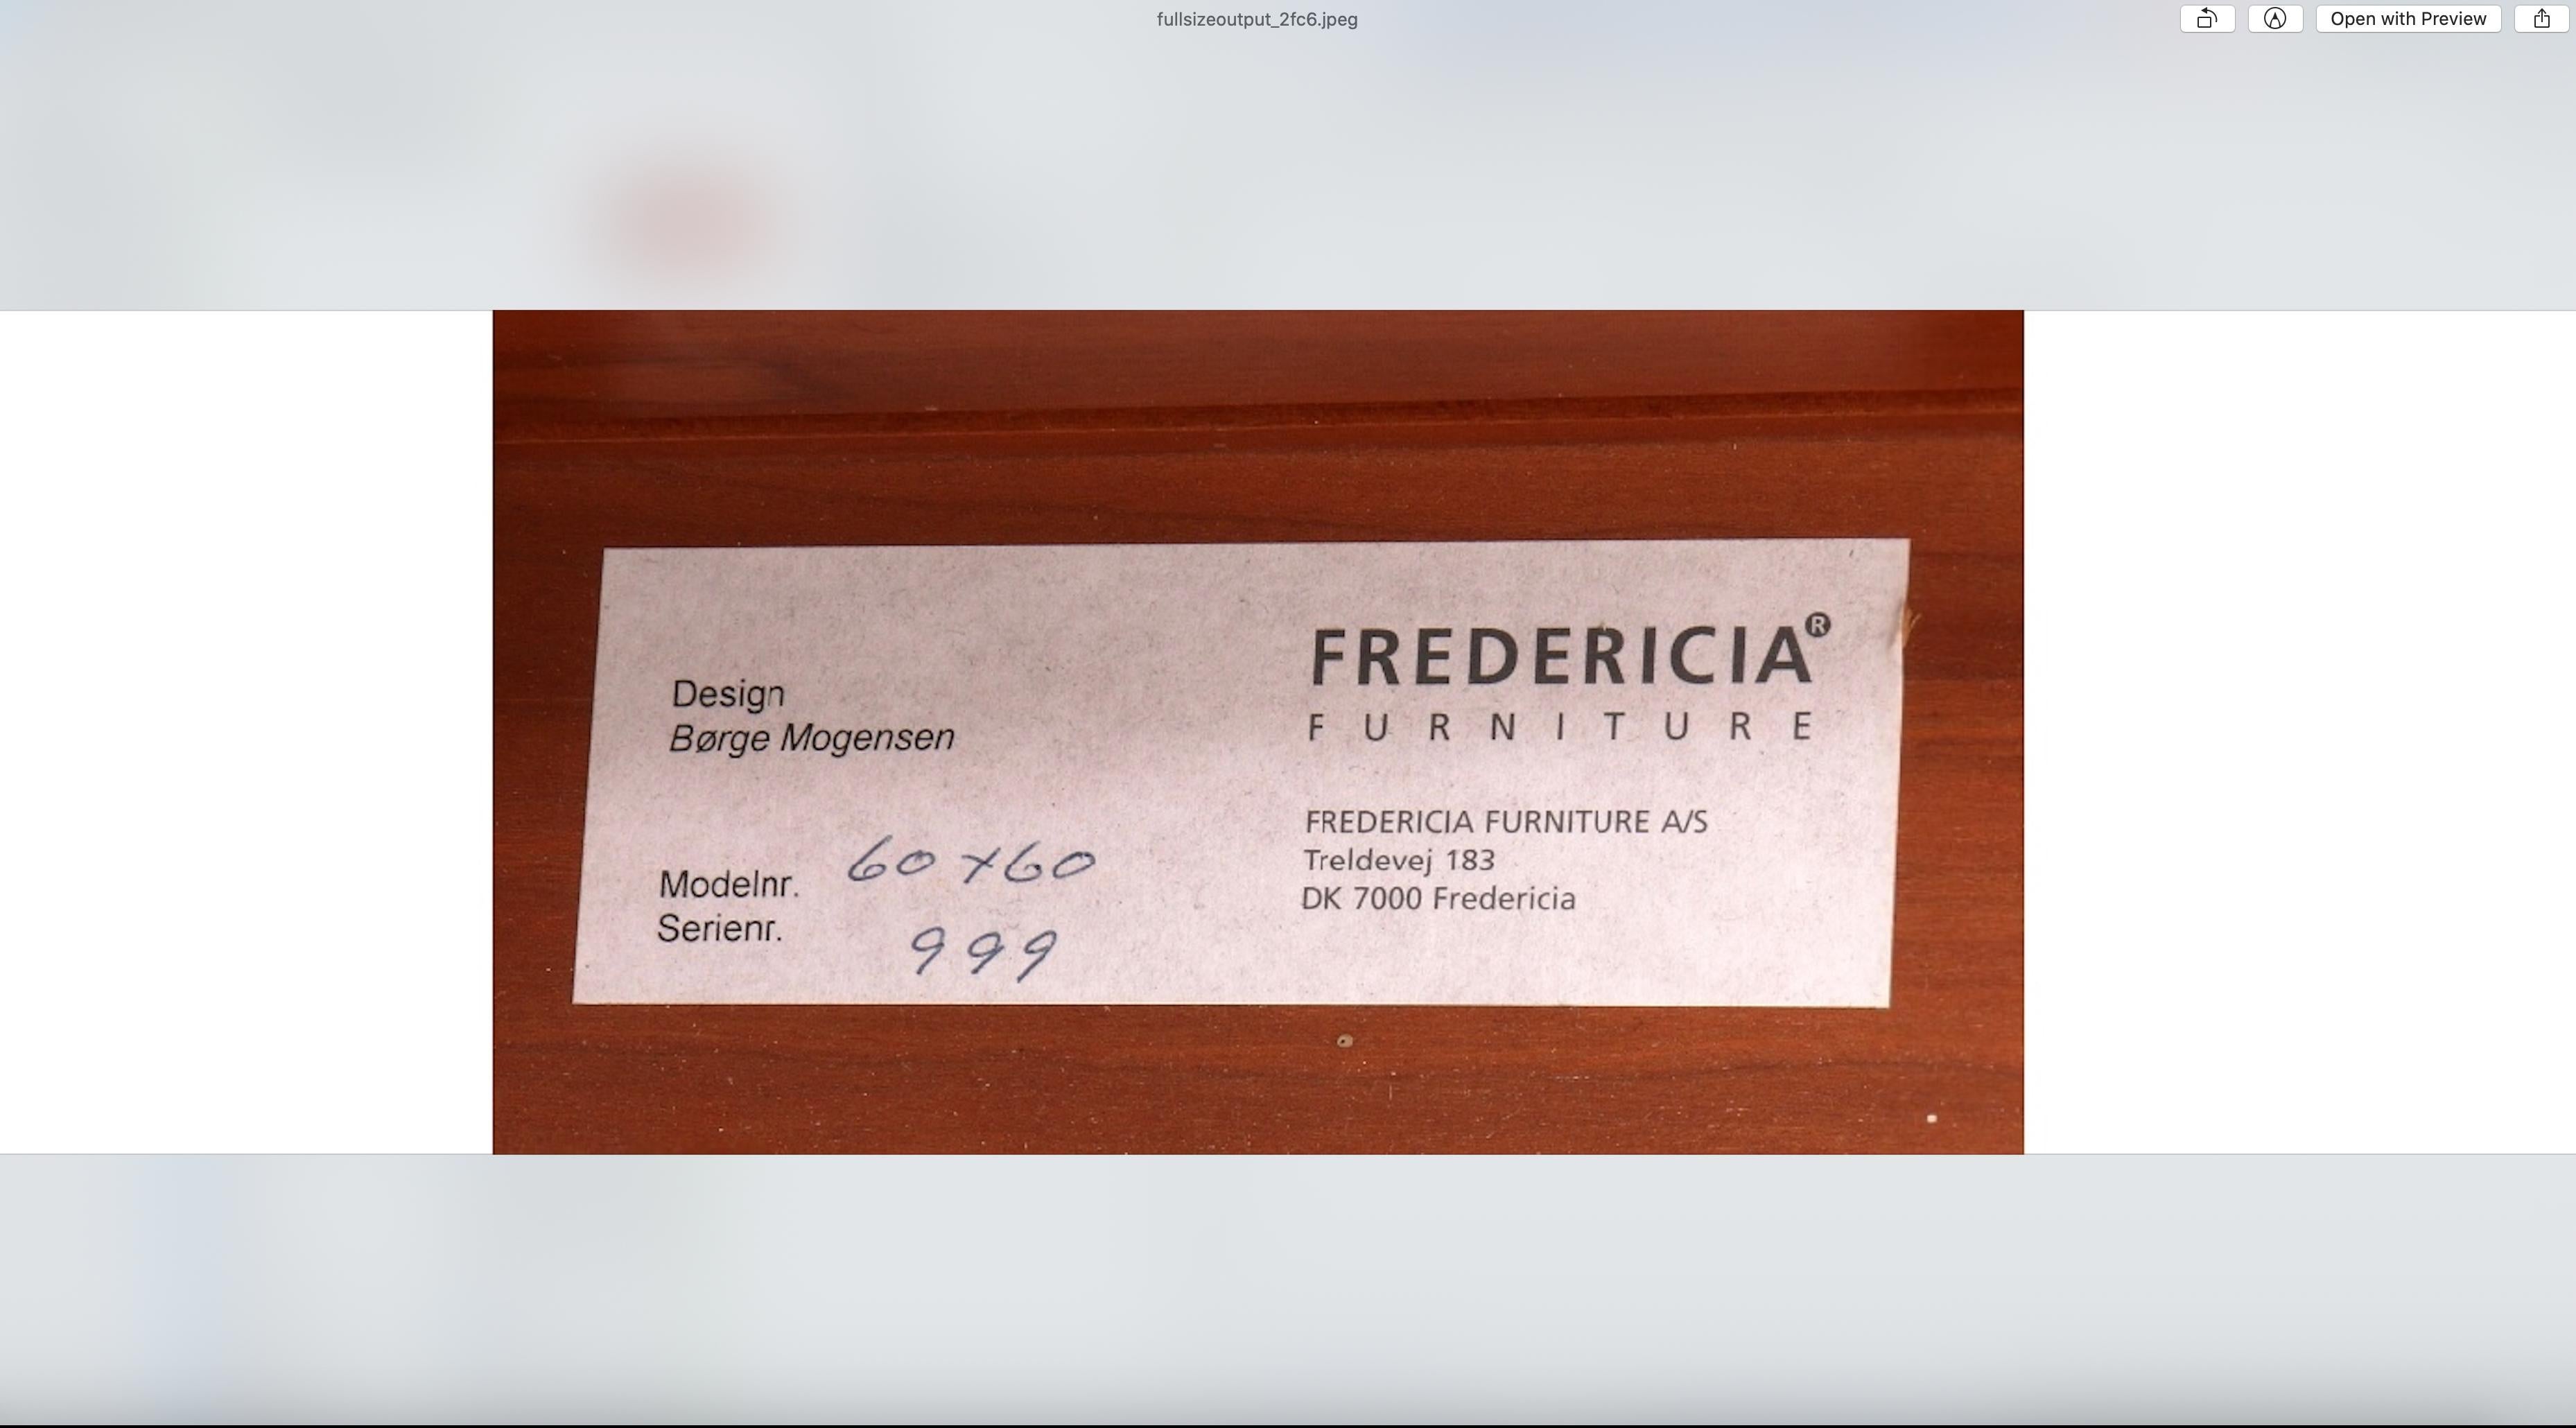 fullsizeoutput_2fc6.jpeg
Open with Preview
FREDERICIA®
FURNITURE
Design
Børge Mogensen
Modelnr. 60x60
Serienr. 999
FREDERICIA FURNITURE A/S
Treldevej 183
DK 7000 Fredericia